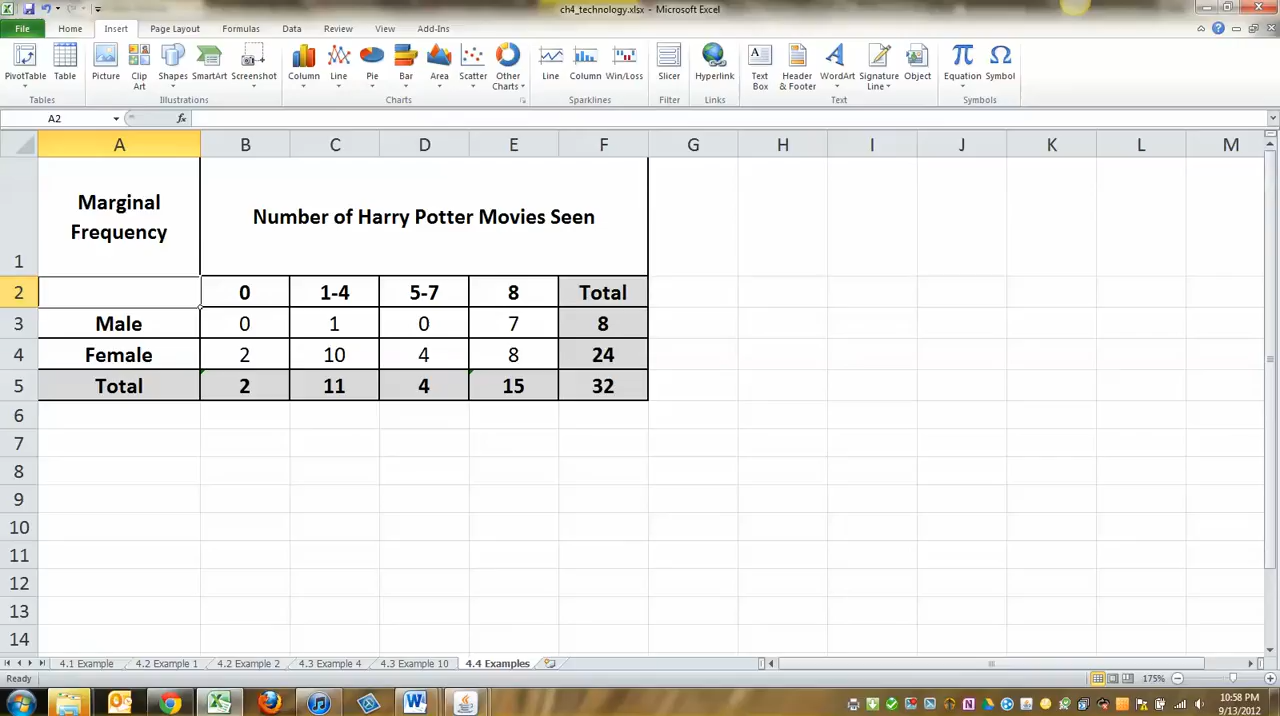 ch4_technology.xlsx - Microsoft Excel
File Home Insert Page Layout Formulas Data Review View Add-Ins
PivotTable Table Picture Clip Art Shapes SmartArt Screenshot Column Line Pie Bar Area Scatter Other Charts Line Column Win/Loss Slicer Hyperlink Text Box Header & Footer WordArt Signature Line Object Equation Symbol
Tables Illustrations Charts Sparklines Filter Links Text Symbols
A2 fx
A B C D E F G H I J K L M
Marginal
Frequency
Number of Harry Potter Movies Seen
1
2 0 1-4 5-7 8 Total
3 Male 0 1 0 7 8
4 Female 2 10 4 8 24
5 Total 2 11 4 15 32
6
7
8
9
10
11
12
13
14
4.1 Example 4.2 Example 1 4.2 Example 2 4.3 Example 4 4.3 Example 10 4.4 Examples
Ready 175%
10:58 PM
9/13/2012